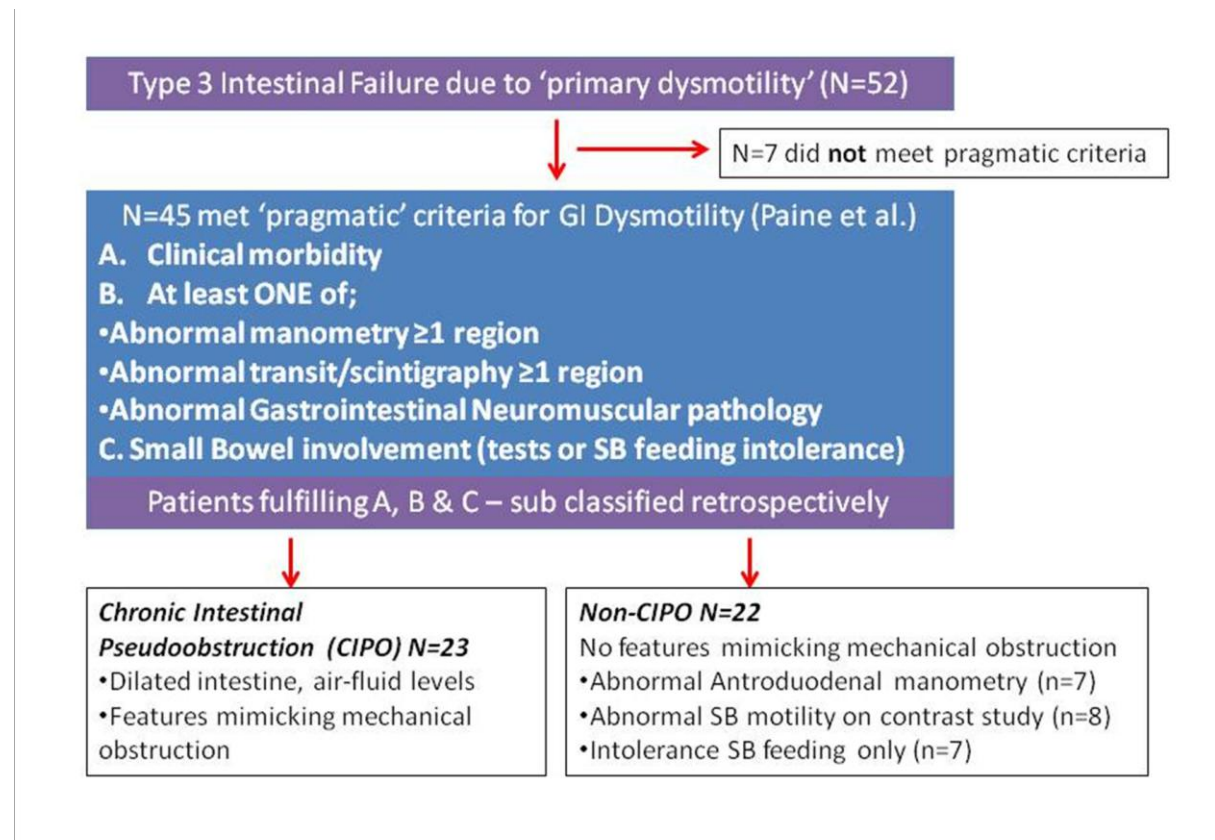 Type 3 Intestinal Failure due to ‘primary dysmotility’ (N=52)
N=7 did not meet pragmatic criteria
N=45 met ‘pragmatic’ criteria for GI Dysmotility (Paine et al.)
A. Clinical morbidity
B. At least ONE of;
•Abnormal manometry ≥1 region
•Abnormal transit/scintigraphy ≥1 region
•Abnormal Gastrointestinal Neuromuscular pathology
C. Small Bowel involvement (tests or SB feeding intolerance)
Patients fulfilling A, B & C – sub classified retrospectively
Chronic Intestinal
Pseudoobstruction (CIPO) N=23
•Dilated intestine, air-fluid levels
•Features mimicking mechanical
obstruction
Non-CIPO N=22
No features mimicking mechanical obstruction
•Abnormal Antroduodenal manometry (n=7)
•Abnormal SB motility on contrast study (n=8)
•Intolerance SB feeding only (n=7)